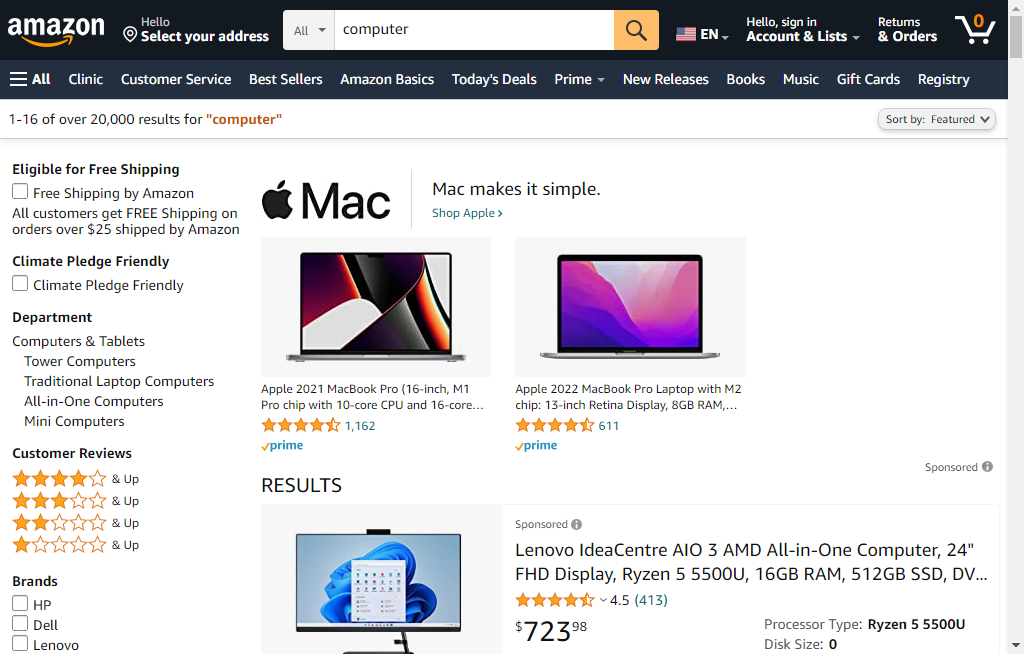 amazon
Hello
Select your address
All
computer
EN
Hello, sign in
Account & Lists
Returns
& Orders
0
All
Clinic
Customer Service
Best Sellers
Amazon Basics
Today's Deals
Prime
New Releases
Books
Music
Gift Cards
Registry
1-16 of over 20,000 results for "computer"
Sort by: Featured
Eligible for Free Shipping
Free Shipping by Amazon
All customers get FREE Shipping on
orders over $25 shipped by Amazon
Climate Pledge Friendly
Climate Pledge Friendly
Department
Computers & Tablets
Tower Computers
Traditional Laptop Computers
All-in-One Computers
Mini Computers
Customer Reviews
& Up
& Up
& Up
& Up
Brands
HP
Dell
Lenovo
Mac
Mac makes it simple.
Shop Apple ›
Apple 2021 MacBook Pro (16-inch, M1
Pro chip with 10-core CPU and 16-core…
1,162
prime
Apple 2022 MacBook Pro Laptop with M2
chip: 13-inch Retina Display, 8GB RAM,…
611
prime
Sponsored
RESULTS
Sponsored
Lenovo IdeaCentre AIO 3 AMD All-in-One Computer, 24"
FHD Display, Ryzen 5 5500U, 16GB RAM, 512GB SSD, DV...
4.5 (413)
$723 98
Processor Type: Ryzen 5 5500U
Disk Size: 0